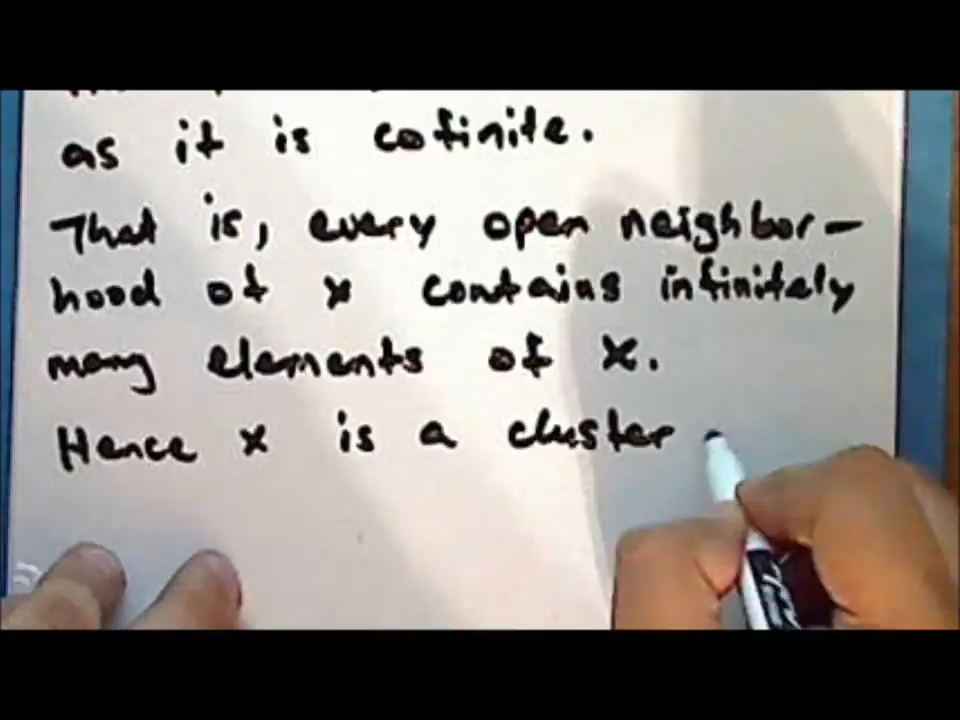 as it is cofinite.
That is, every open neighbor-
hood of x contains infinitely
many elements of X.
Hence x is a cluster